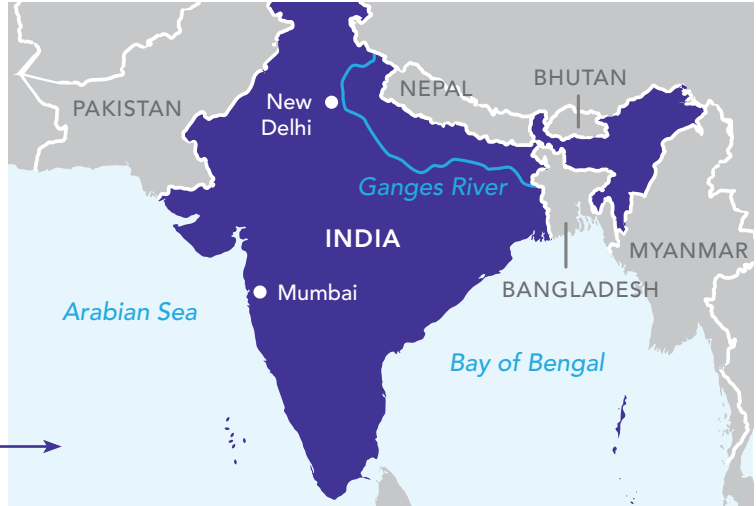 PAKISTAN
New
Delhi
NEPAL
BHUTAN
Ganges River
INDIA
MYANMAR
BANGLADESH
Mumbai
Arabian Sea
Bay of Bengal